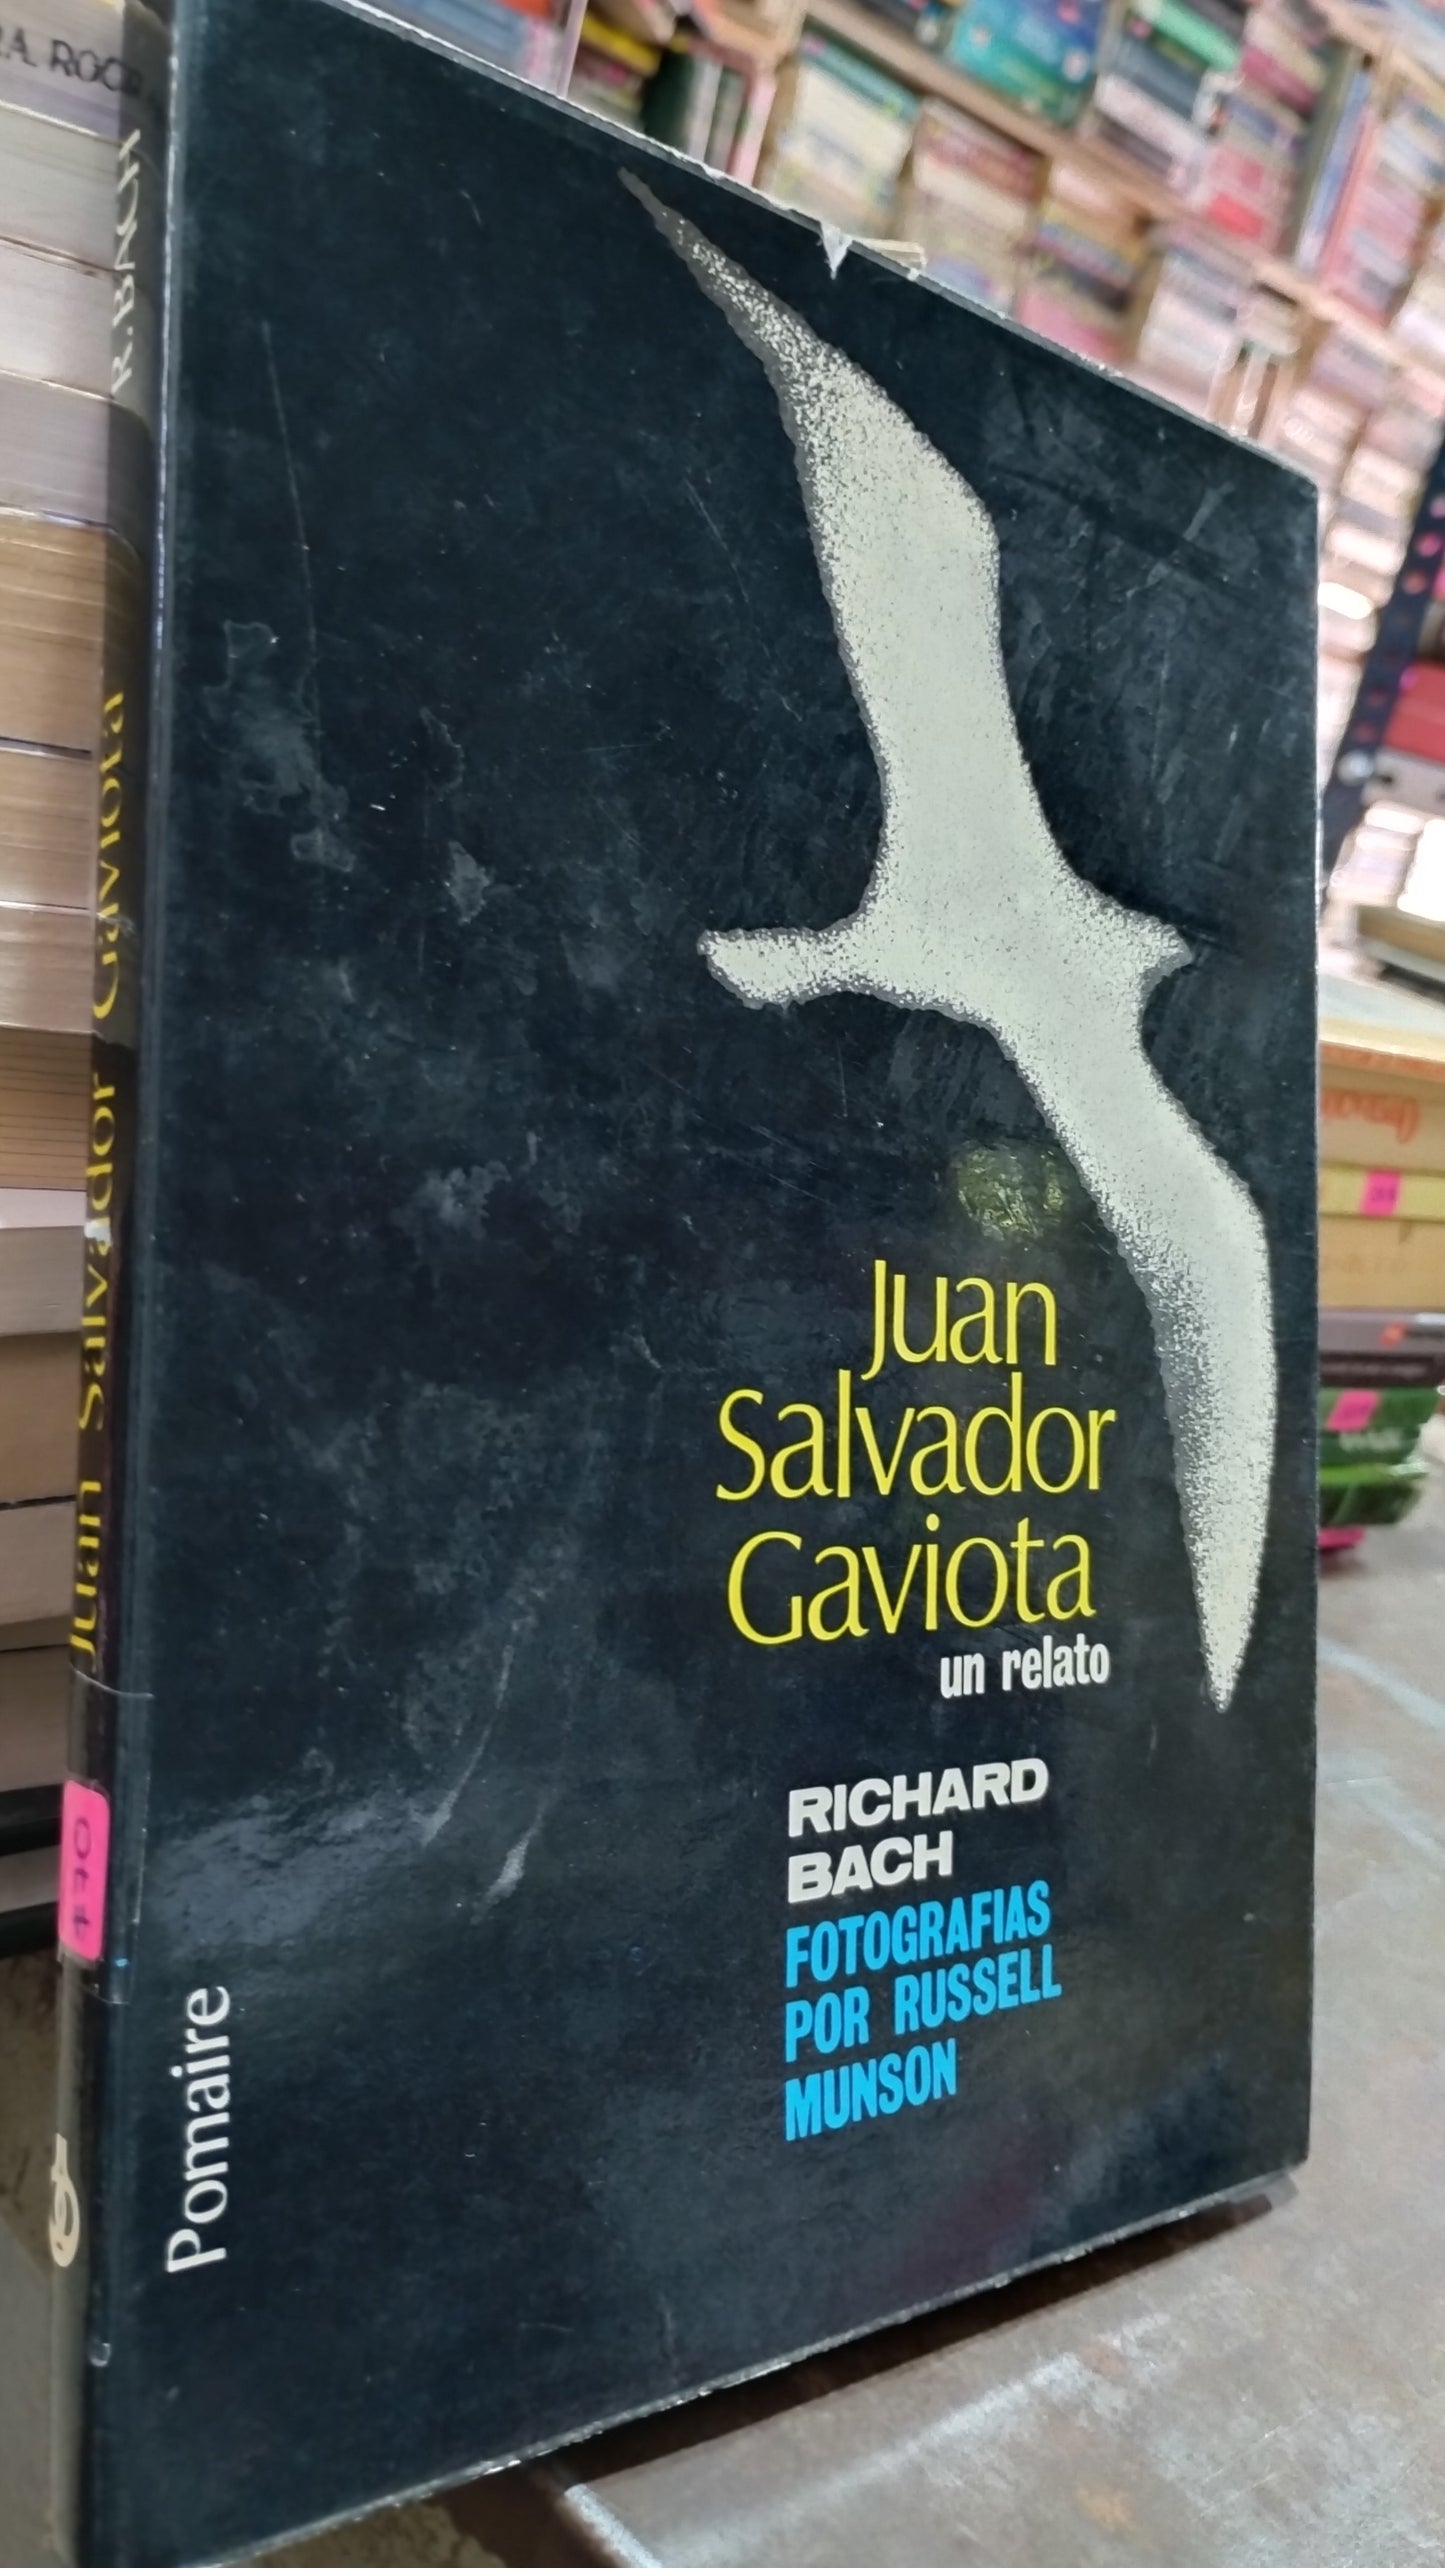 R. BACH
Juan Salvador Gaviota
Juan
Salvador
Gaviota
un relato
RICHARD
BACH
FOTOGRAFIAS
POR RUSSELL
MUNSON
Pomaire